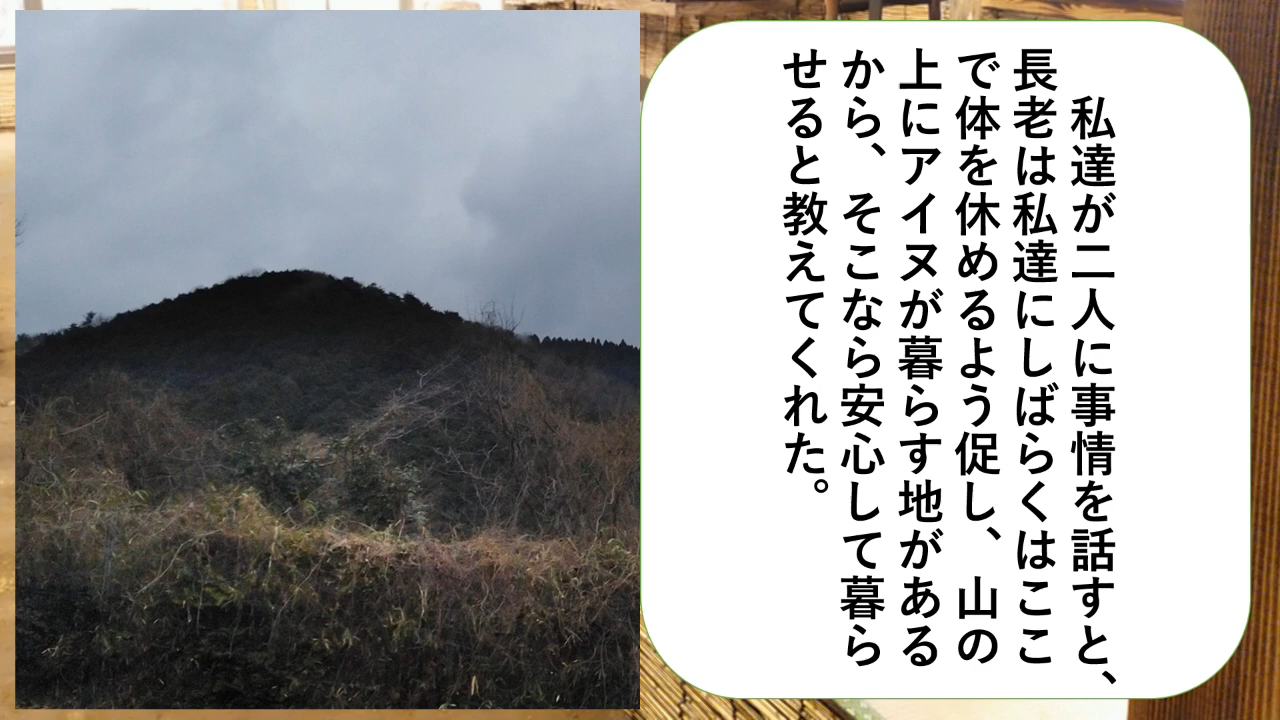 私達が二人に事情を話すと、
長老は私達にしばらくはここ
で体を休めるよう促し、山の
上にアイヌが暮らす地がある
から、そこなら安心して暮ら
せると教えてくれた。